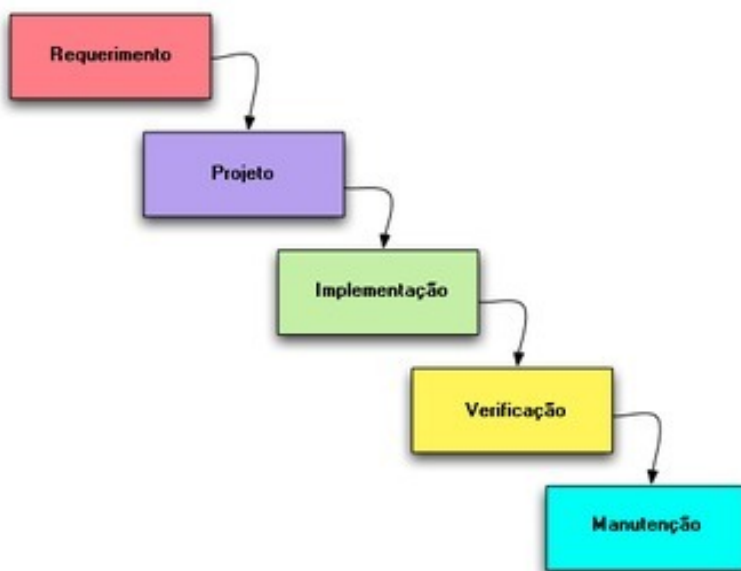 Requerimento
Projeto
Implementação
Verificação
Manutenção